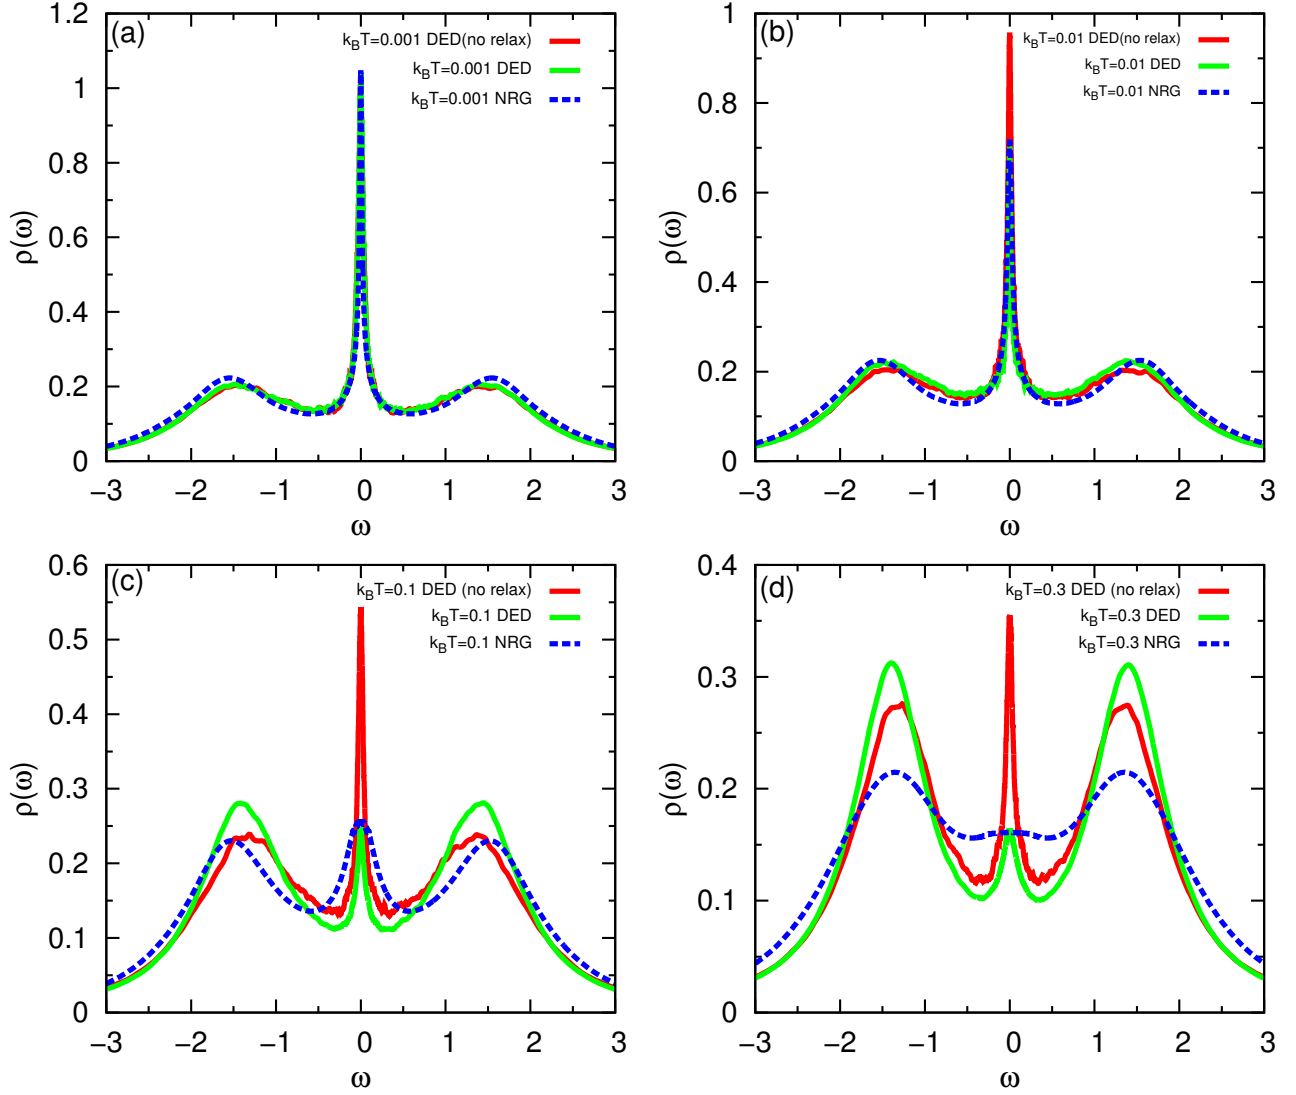 (a)
k_BT=0.001 DED(no relax)
k_BT=0.001 DED
k_BT=0.001 NRG
1.2
1
0.8
0.6
0.4
0.2
0
ρ(ω)
−3 −2 −1 0 1 2 3
ω
(b)
k_BT=0.01 DED(no relax)
k_BT=0.01 DED
k_BT=0.01 NRG
1
0.8
0.6
0.4
0.2
0
ρ(ω)
−3 −2 −1 0 1 2 3
ω
(c)
k_BT=0.1 DED (no relax)
k_BT=0.1 DED
k_BT=0.1 NRG
0.6
0.5
0.4
0.3
0.2
0.1
0
ρ(ω)
−3 −2 −1 0 1 2 3
ω
(d)
k_BT=0.3 DED (no relax)
k_BT=0.3 DED
k_BT=0.3 NRG
0.4
0.3
0.2
0.1
0
ρ(ω)
−3 −2 −1 0 1 2 3
ω